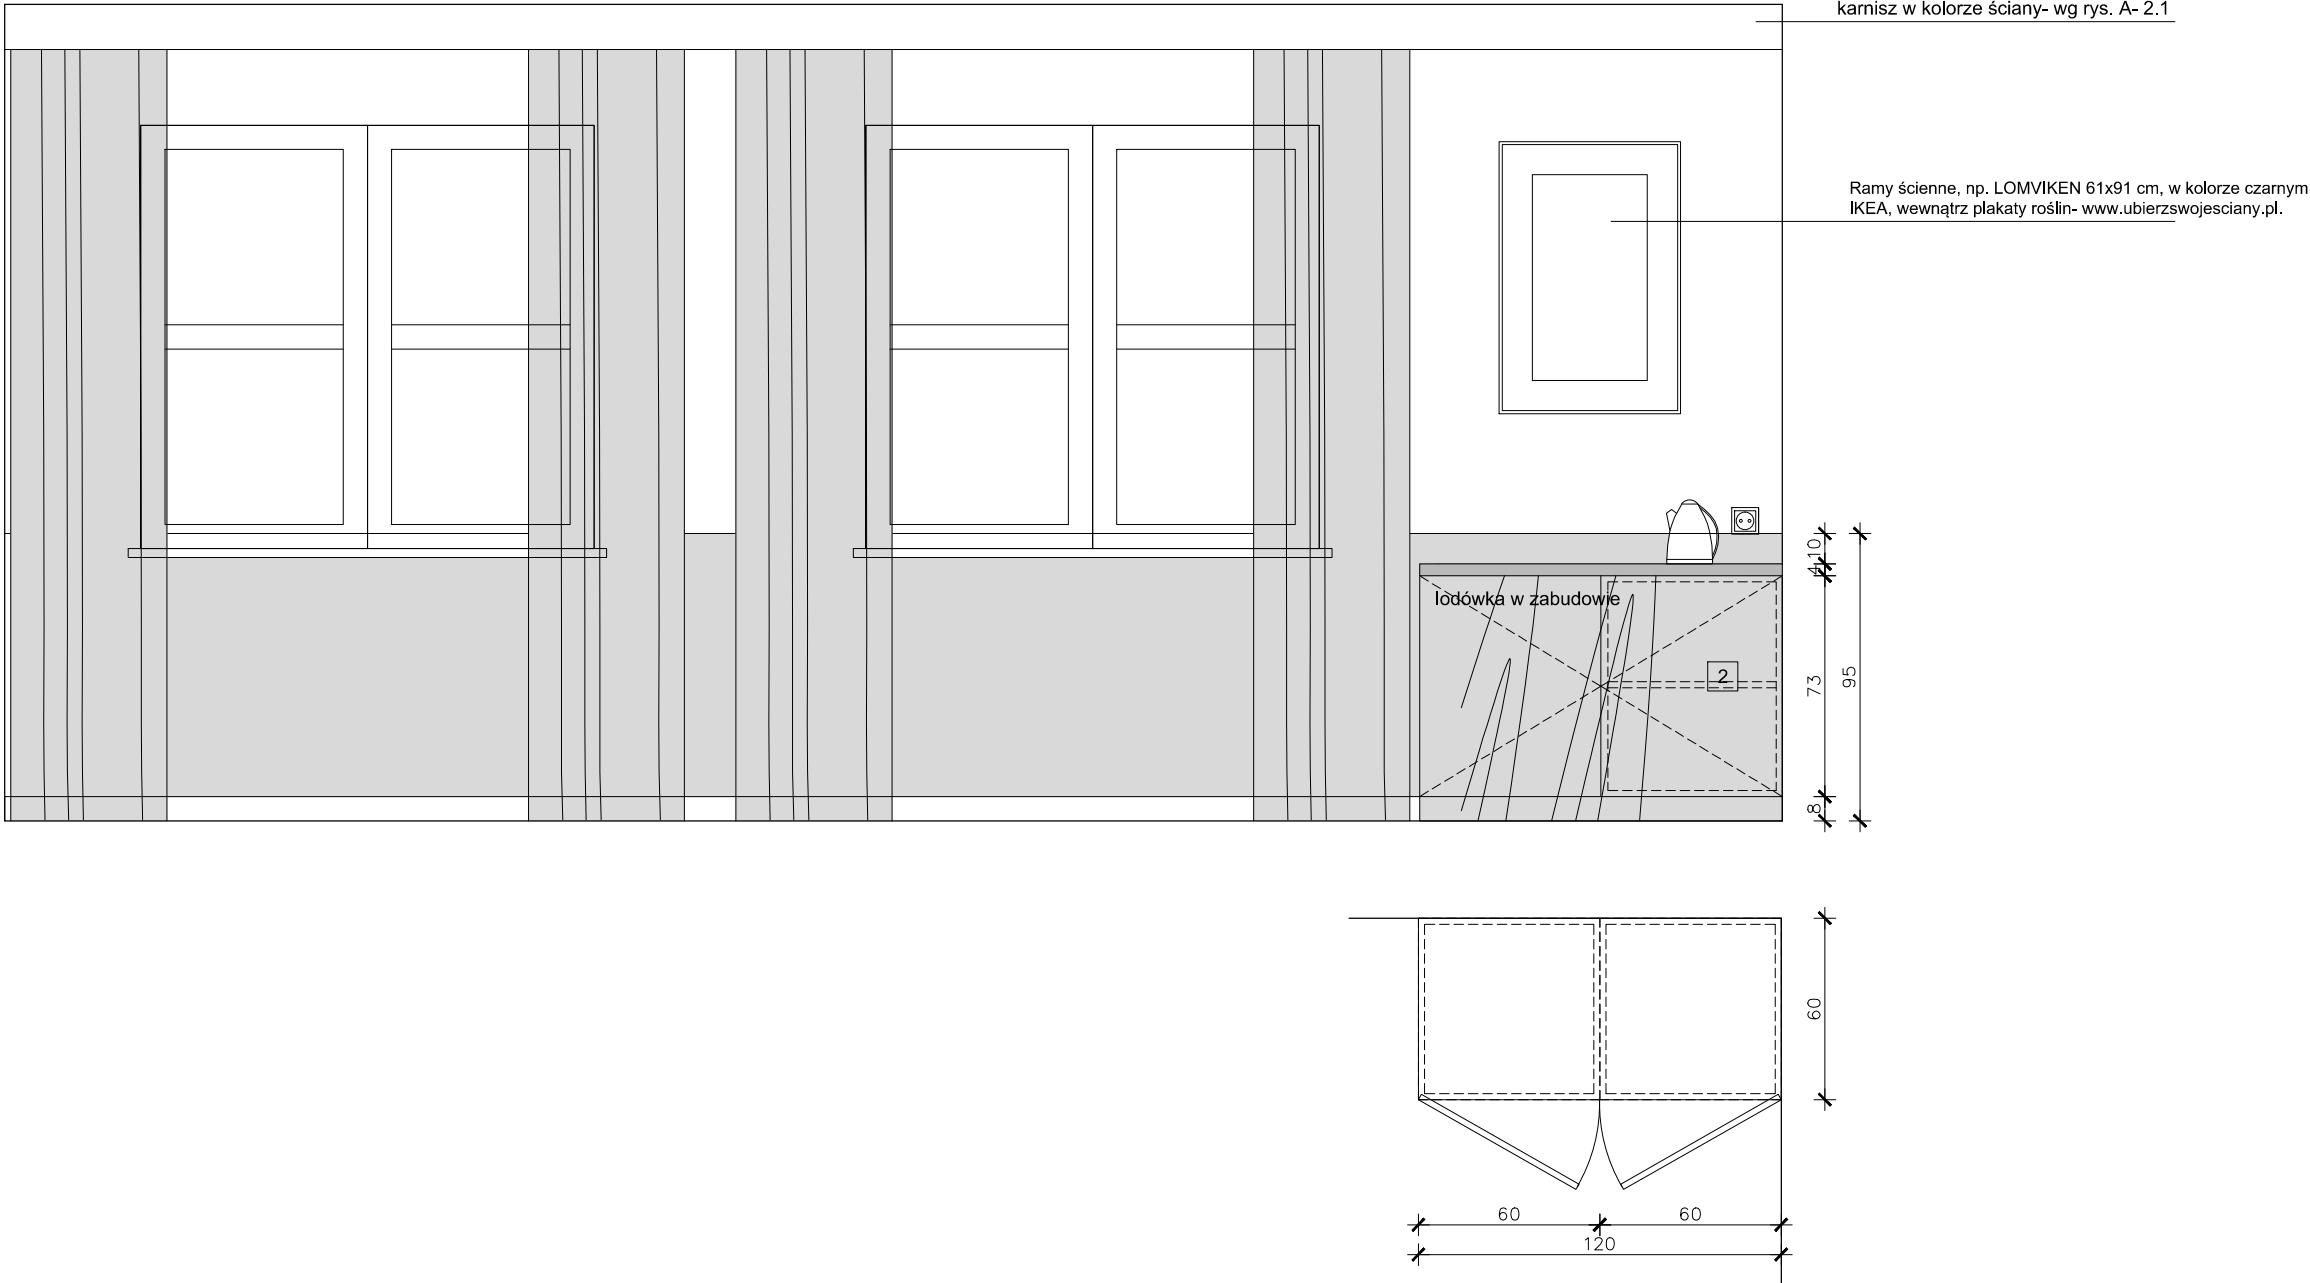 karnisz w kolorze ściany- wg rys. A- 2.1
Ramy ścienne, np. LOMVIKEN 61x91 cm, w kolorze czarnym
IKEA, wewnątrz plakaty roślin- www.ubierzswojesciany.pl.
10
4
lodówka w zabudowie
2
73
95
8
60
60
60
120